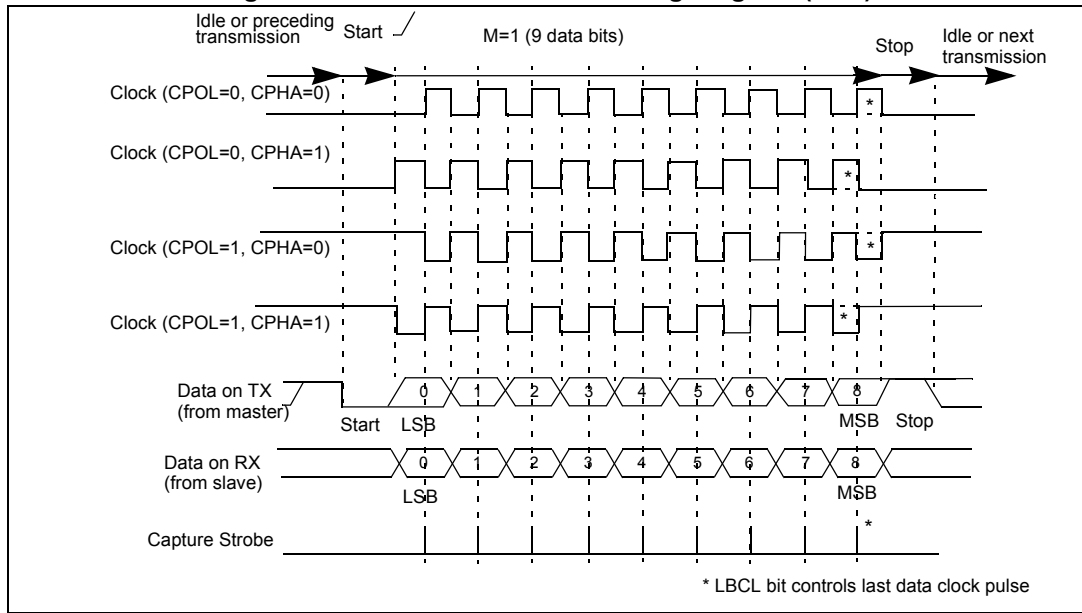 Idle or preceding
transmission
Start
M=1 (9 data bits)
Stop
Idle or next
transmission
Clock (CPOL=0, CPHA=0)
*
Clock (CPOL=0, CPHA=1)
*
Clock (CPOL=1, CPHA=0)
*
Clock (CPOL=1, CPHA=1)
*
Data on TX
(from master)
0 1 2 3 4 5 6 7 8
Start LSB MSB Stop
Data on RX
(from slave)
0 1 2 3 4 5 6 7 8
LSB MSB
Capture Strobe
*
* LBCL bit controls last data clock pulse